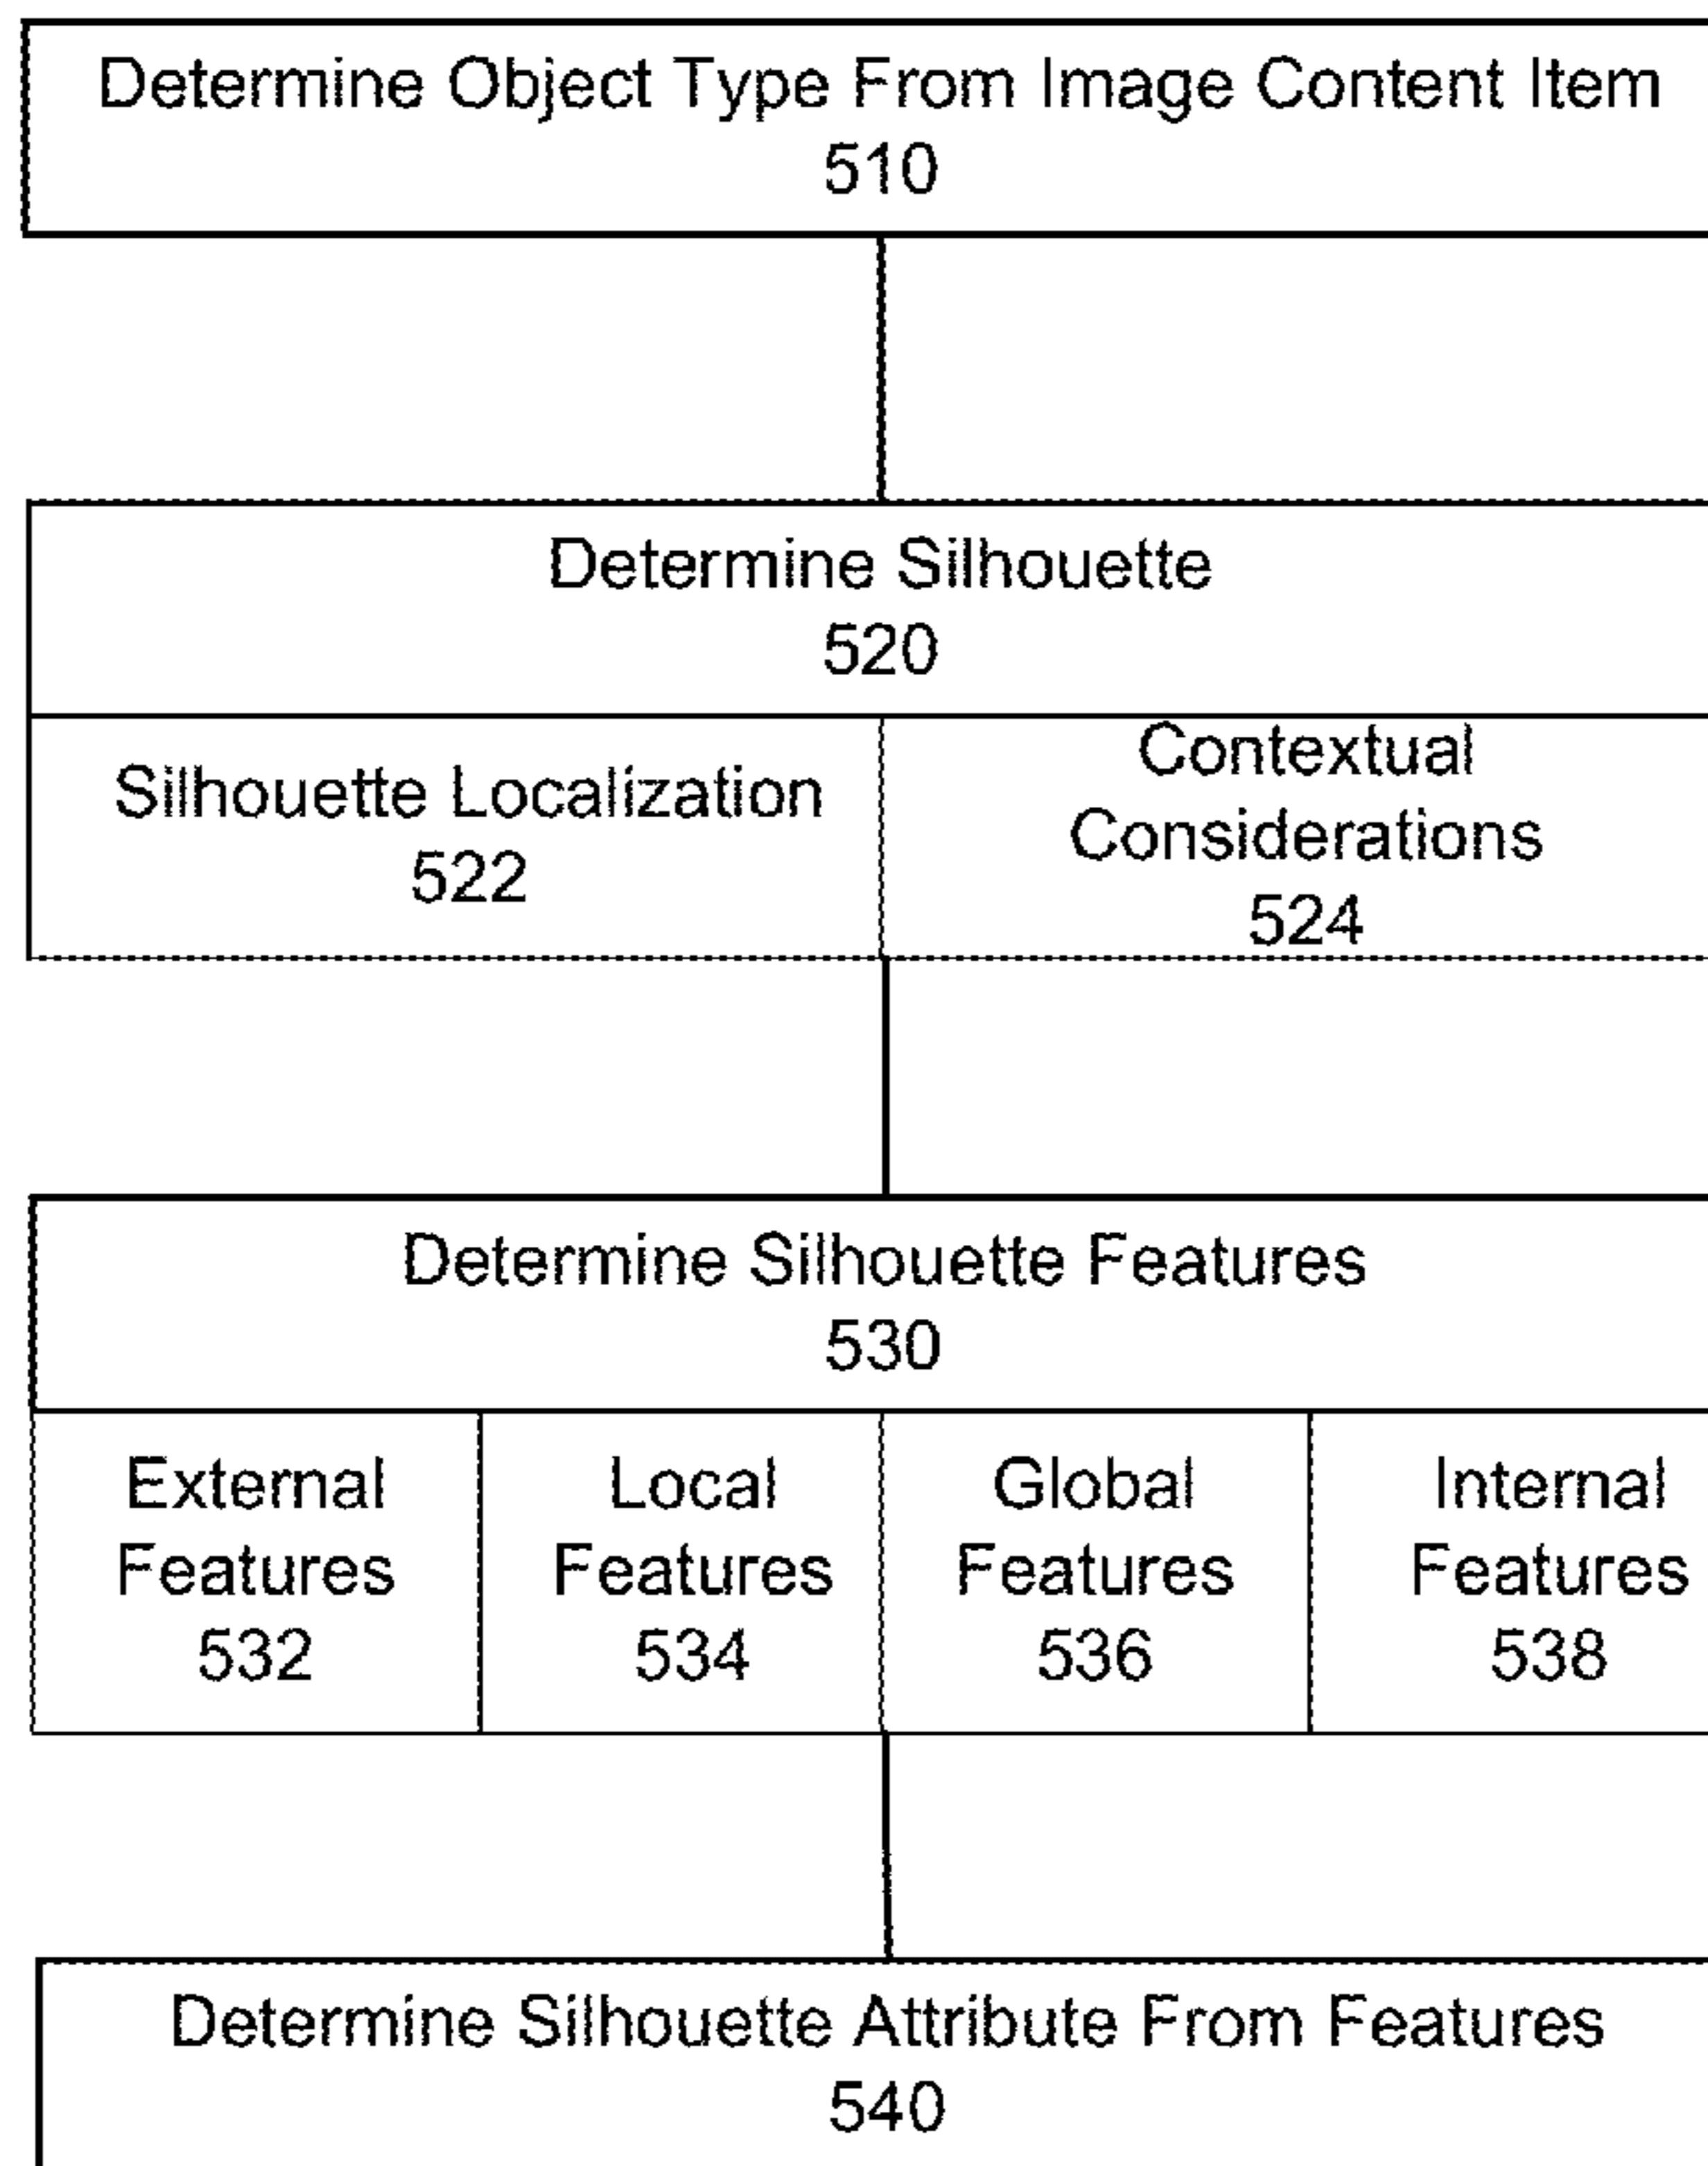 Determine Object Type From Image Content Item
510
Determine Silhouette
520
Silhouette Localization
522
Contextual
Considerations
524
Determine Silhouette Features
530
External
Features
532
Local
Features
534
Global
Features
536
Internal
Features
538
Determine Silhouette Attribute From Features
540